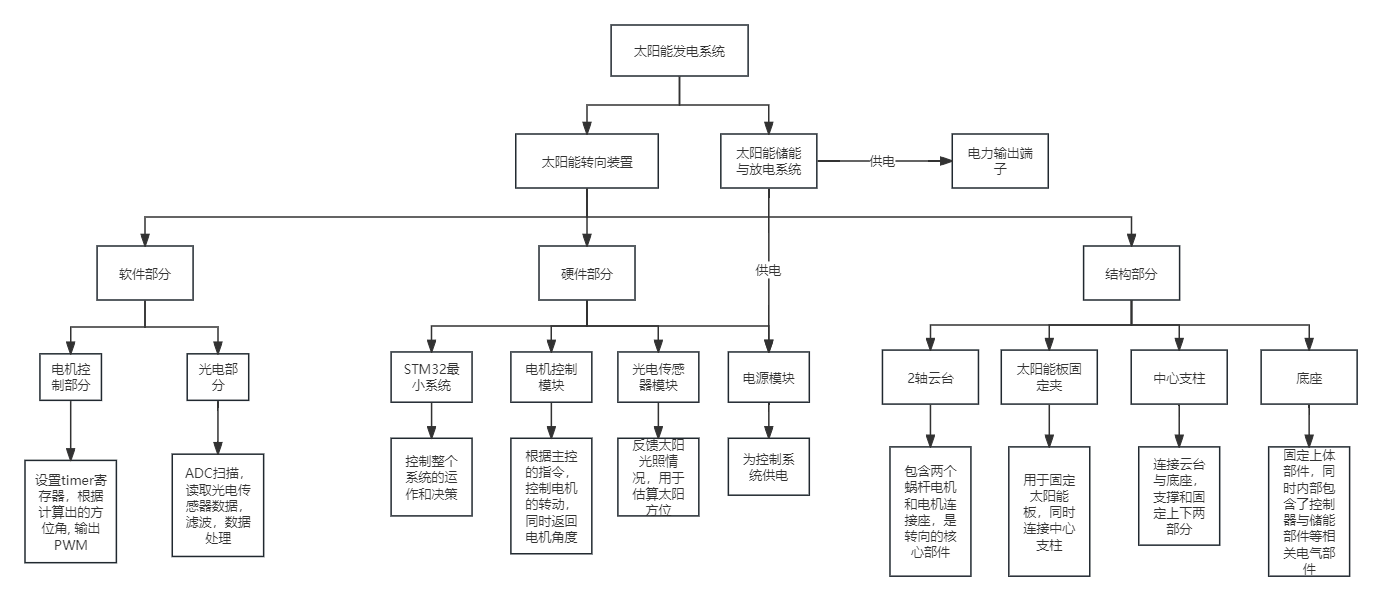 太阳能发电系统
太阳能转向装置
太阳能储能
与放电系统
供电
电力输出端
子
软件部分
硬件部分
供电
结构部分
电机控
制部分
光电部
分
STM32最
小系统
电机控制
模块
光电传感
器模块
电源模块
2轴云台
太阳能板固
定夹
中心支柱
底座
设置timer寄
存器，根据
计算出的方
位角, 输出
PWM
ADC扫描，
读取光电传
感器数据，
滤波，数据
处理
控制整个
系统的运
作和决策
根据主控
的指令，
控制电机
的转动，
同时返回
电机角度
反馈太阳
光照情
况，用于
估算太阳
方位
为控制系
统供电
包含两个
蜗杆电机
和电机连
接座，是
转向的核
心部件
用于固定
太阳能
板，同时
连接中心
支柱
连接云台
与底座，
支撑和固
定上下两
部分
固定上体
部件，同
时内部包
含了控制
器与储能
部件等相
关电气部
件